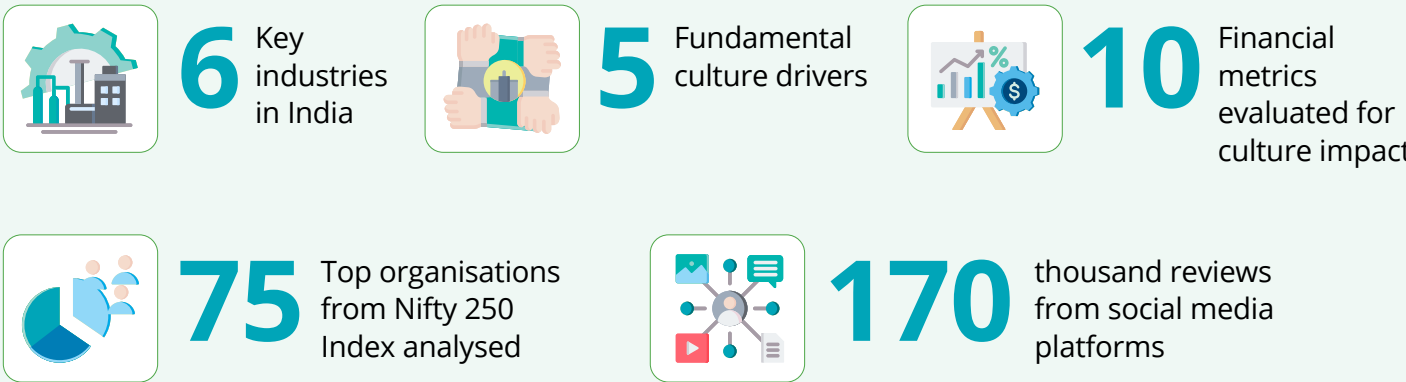 6
Key
industries
in India
5
Fundamental
culture drivers
10
Financial
metrics
evaluated for
culture impact
75
Top organisations
from Nifty 250
Index analysed
170
thousand reviews
from social media
platforms